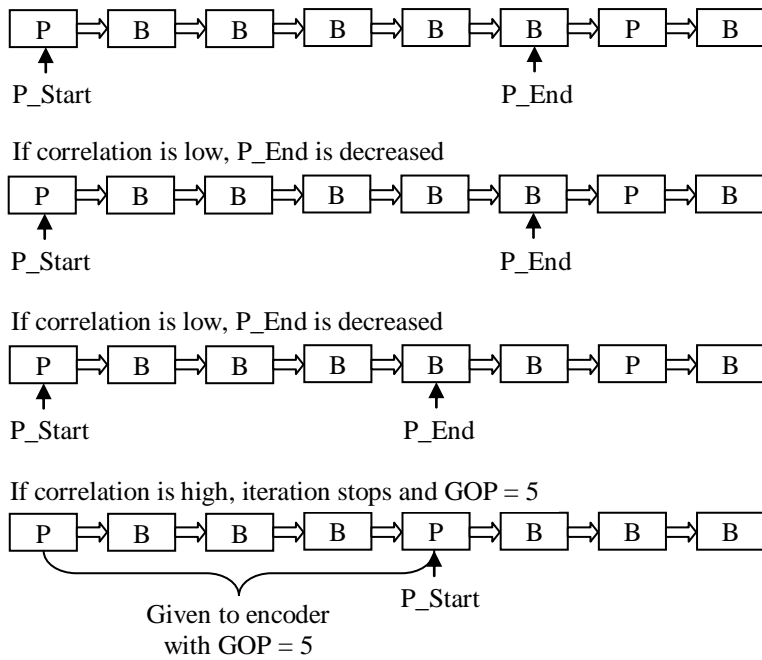 P B B B B B P B
P_Start P_End
If correlation is low, P_End is decreased
P B B B B B P B
P_Start P_End
If correlation is low, P_End is decreased
P B B B B B P B
P_Start P_End
If correlation is high, iteration stops and GOP = 5
P B B B P B B B
P_Start
Given to encoder
with GOP = 5